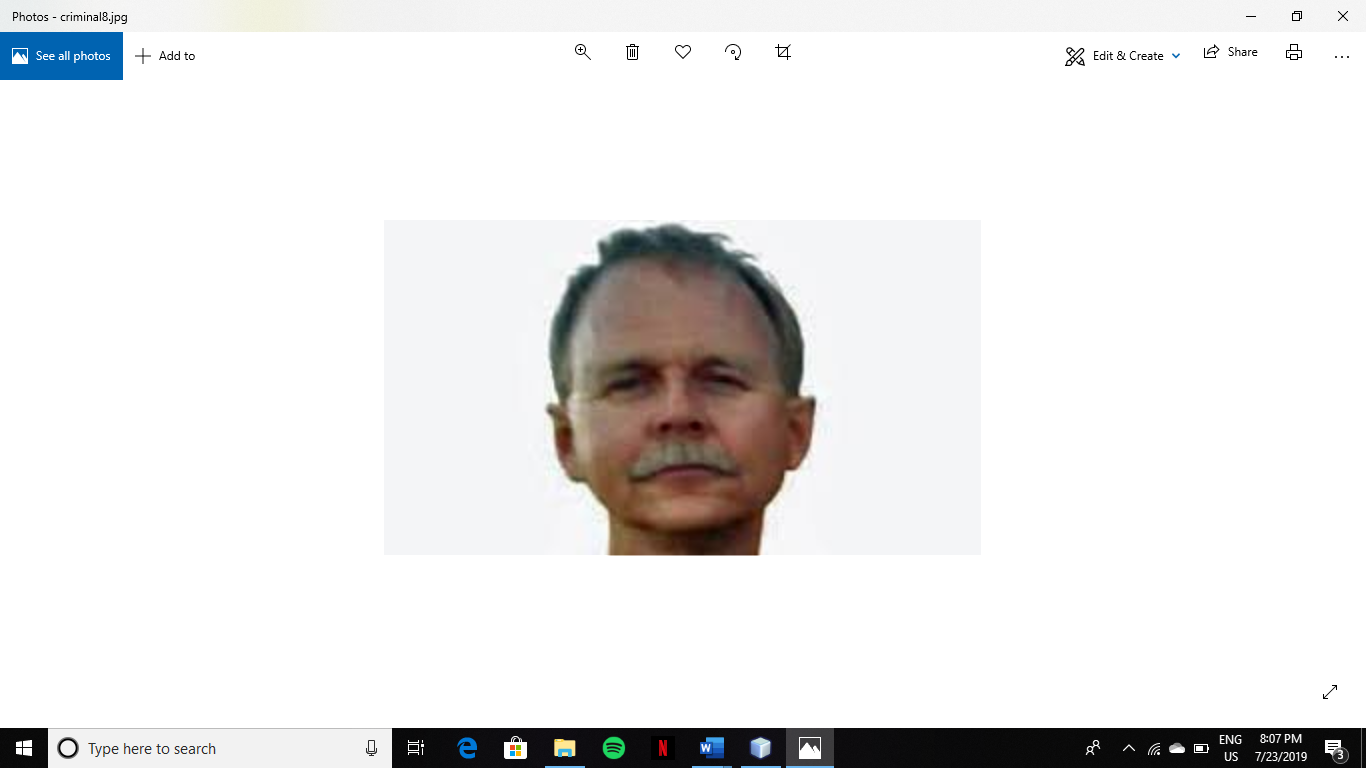 Photos - criminal8.jpg
See all photos
Add to
Edit & Create
Share
Type here to search
N
W
ENG
US
8:07 PM
7/23/2019
3